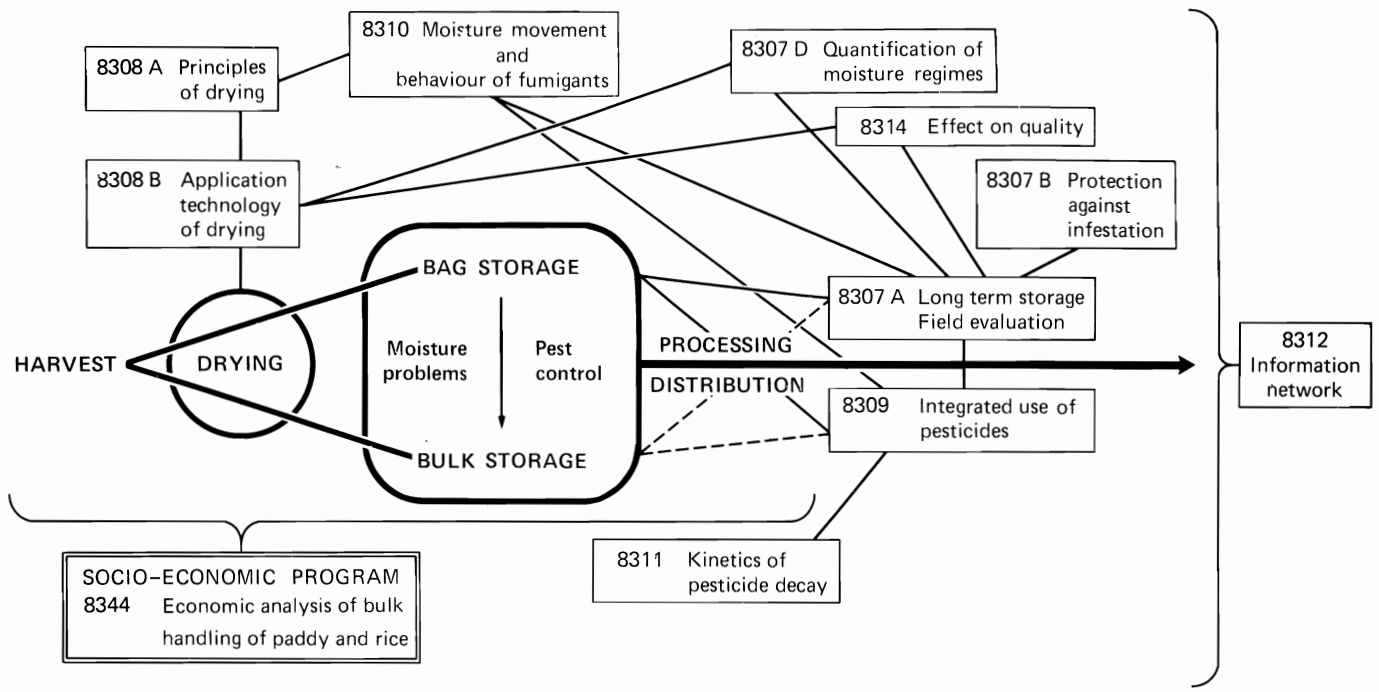 8310 Moisture movement
and
behaviour of fumigants
8308 A Principles
of drying
8307 D Quantification of
moisture regimes
8314 Effect on quality
8308 B Application
technology
of drying
8307 B Protection
against
infestation
BAG STORAGE
8307 A Long term storage
Field evaluation
HARVEST
DRYING
Moisture
problems
Pest
control
PROCESSING
DISTRIBUTION
8312
Information
network
8309 Integrated use of
pesticides
BULK STORAGE
8311 Kinetics of
pesticide decay
SOCIO-ECONOMIC PROGRAM
8344 Economic analysis of bulk
handling of paddy and rice